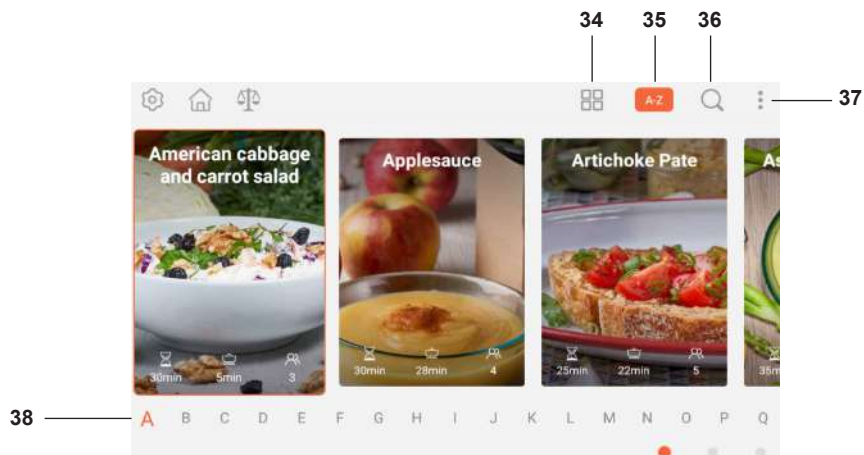 34 35 36
A-Z
37
American cabbage
and carrot salad
Applesauce
Artichoke Pate
As
30min 5min 3
30min 28min 4
25min 22min 5
35m
38
A B C D E F G H I J K L M N O P Q